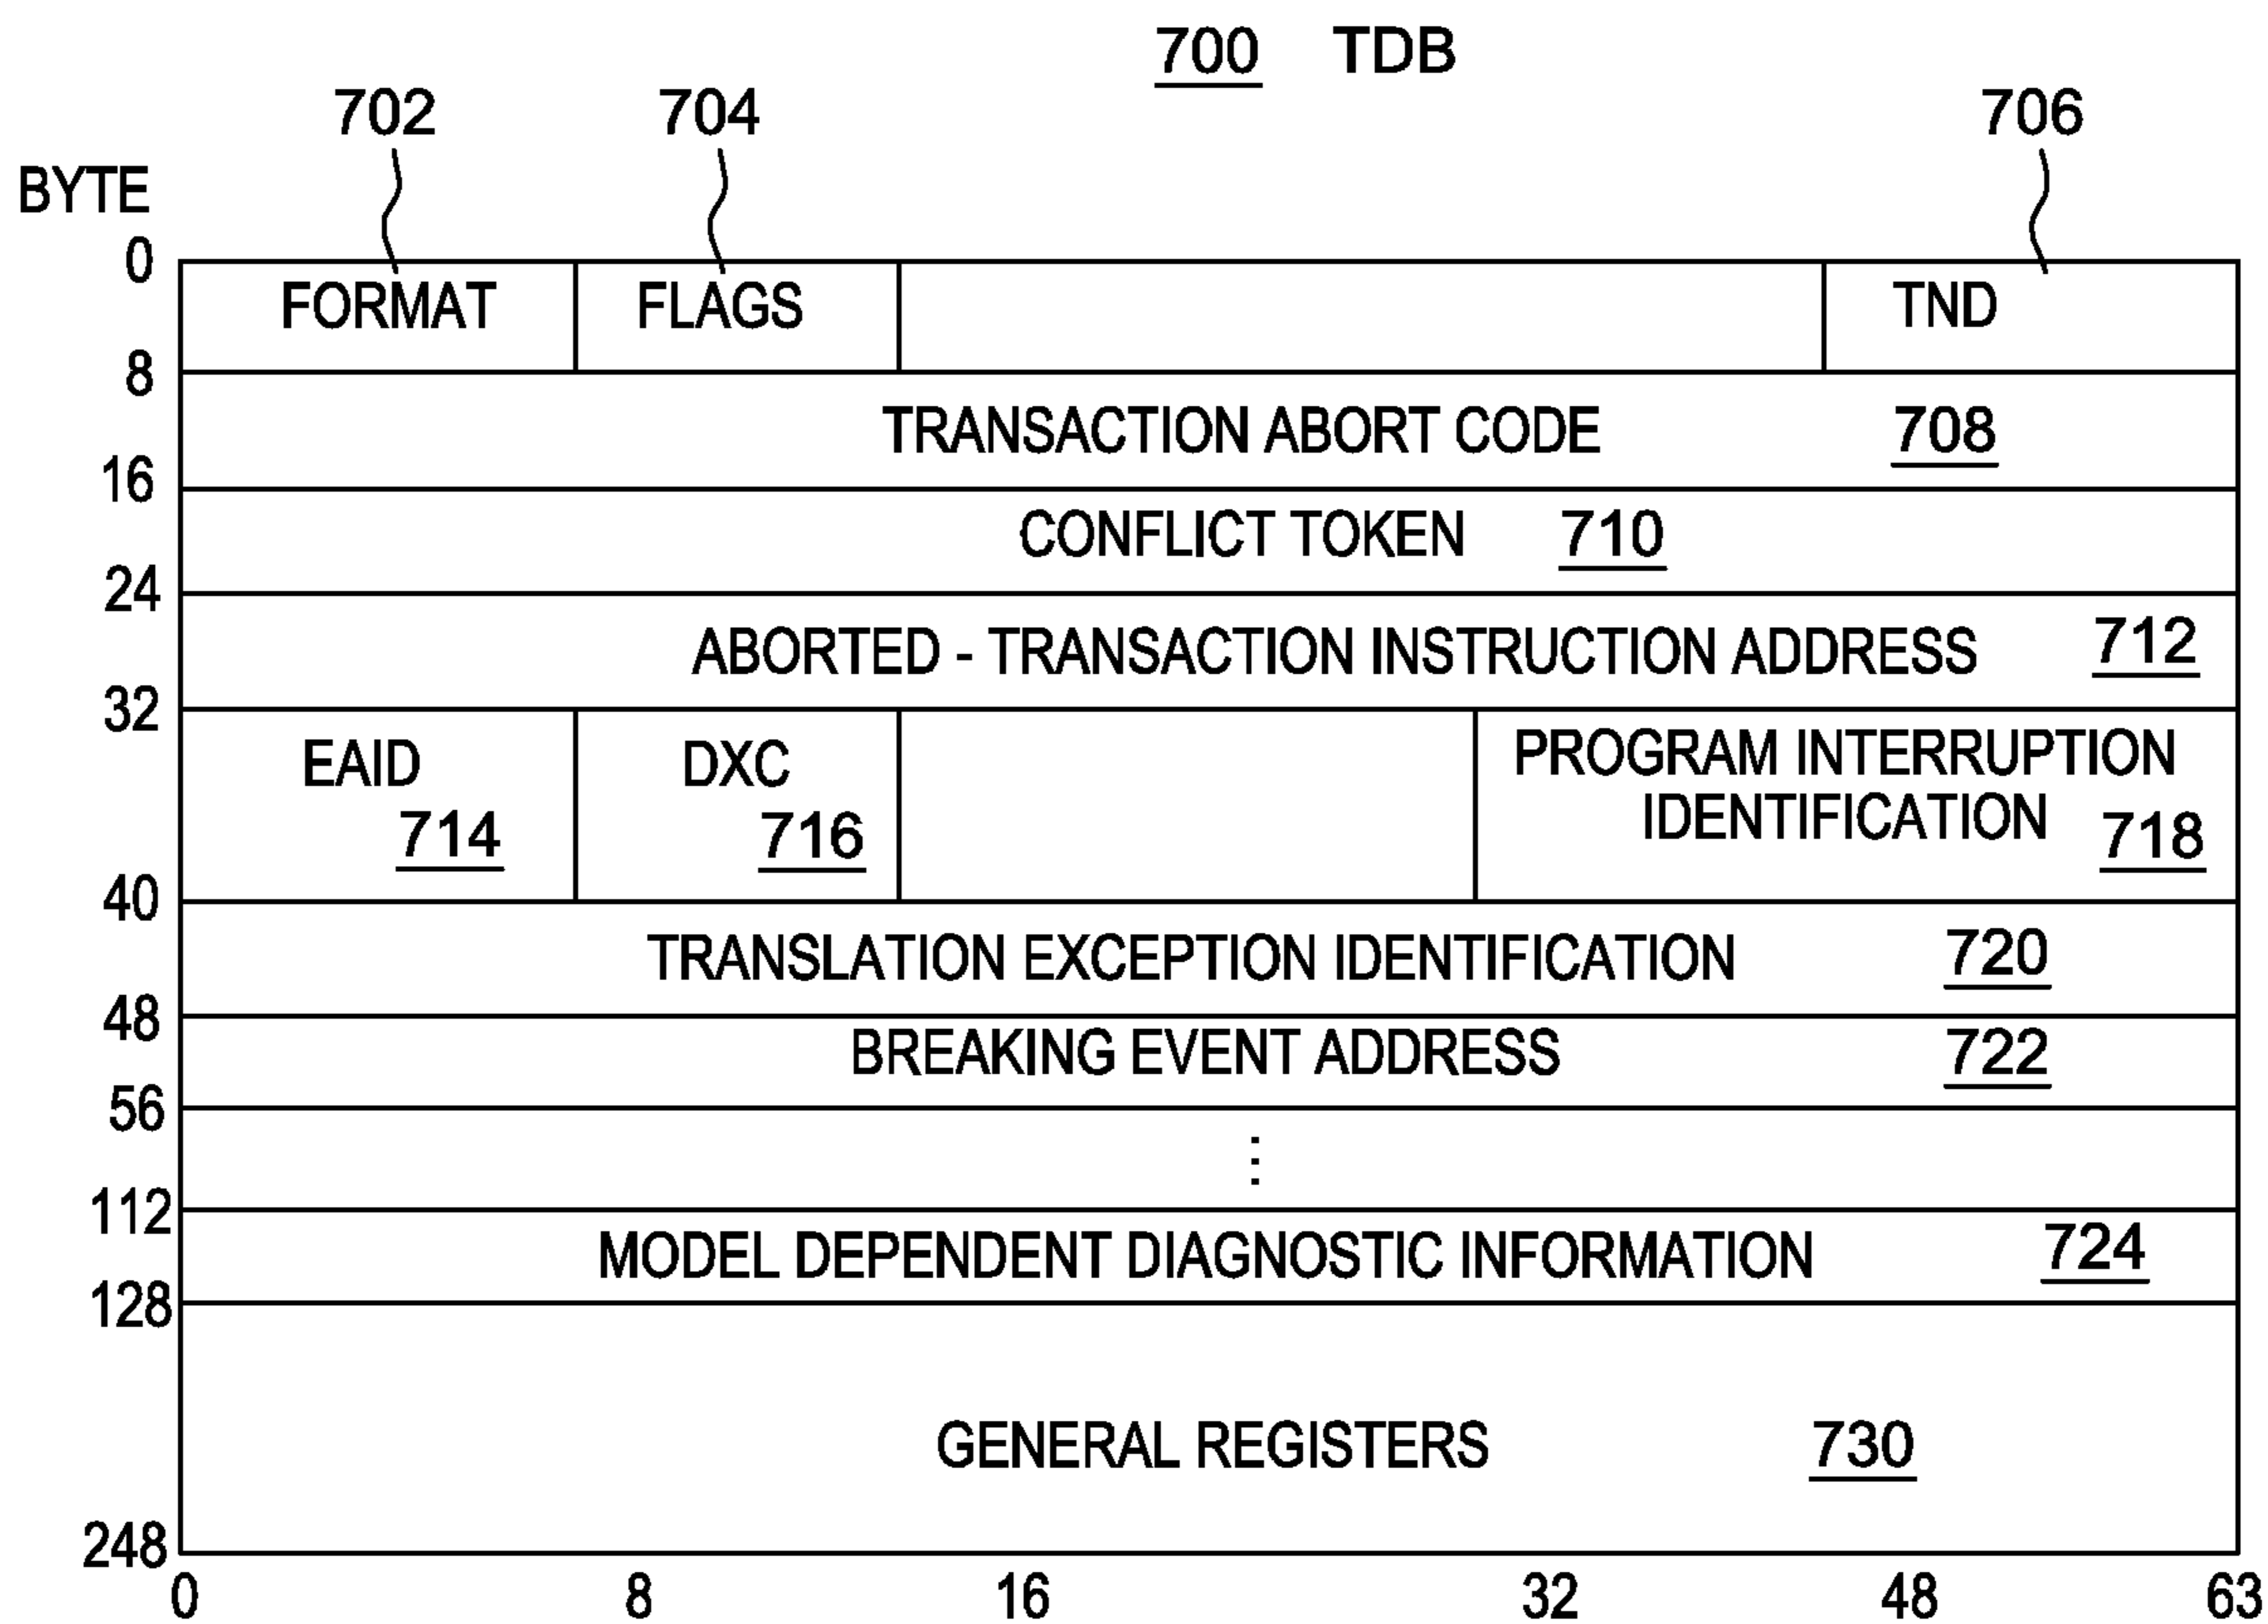 700 TDB
702 704 706
BYTE
0
FORMAT FLAGS TND
8
TRANSACTION ABORT CODE 708
16
CONFLICT TOKEN 710
24
ABORTED - TRANSACTION INSTRUCTION ADDRESS 712
32
EAID 714
DXC 716
PROGRAM INTERRUPTION
IDENTIFICATION 718
40
TRANSLATION EXCEPTION IDENTIFICATION 720
48
BREAKING EVENT ADDRESS 722
56
⋮
112
MODEL DEPENDENT DIAGNOSTIC INFORMATION 724
128
GENERAL REGISTERS 730
248
0 8 16 32 48 63